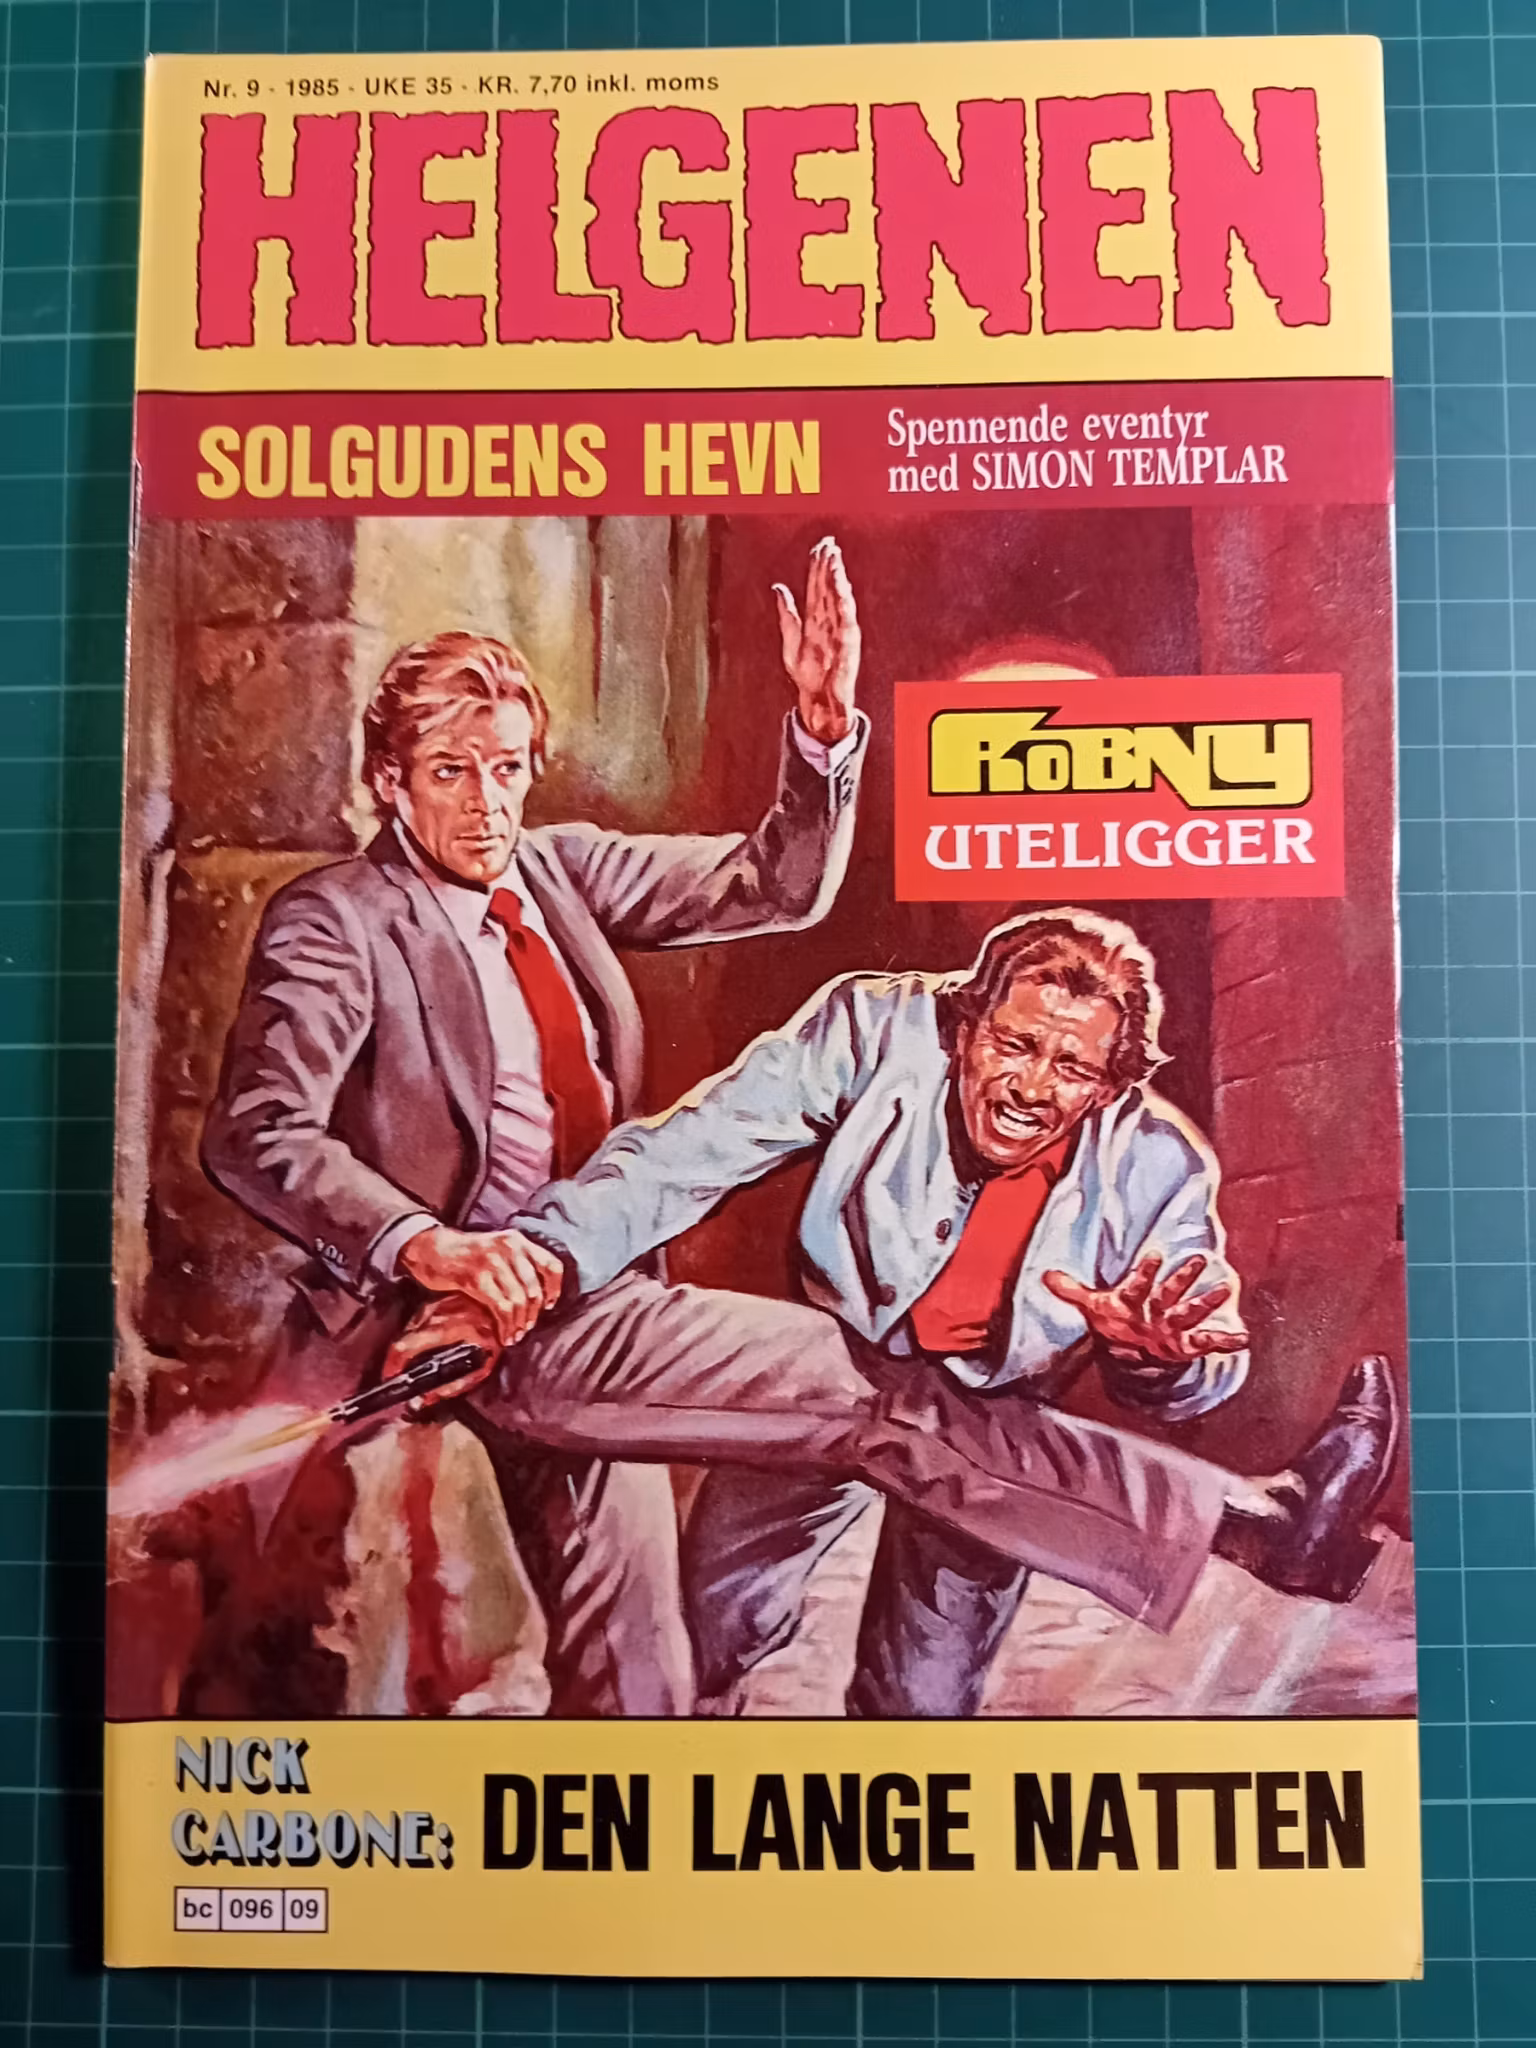 Nr. 9 - 1985 - UKE 35 - KR. 7,70 inkl. moms
HELGENEN
SOLGUDENS HEVN
Spennende eventyr
med SIMON TEMPLAR
ROBNY
UTELIGGER
NICK
CARBONE:
DEN LANGE NATTEN
bc 096 09